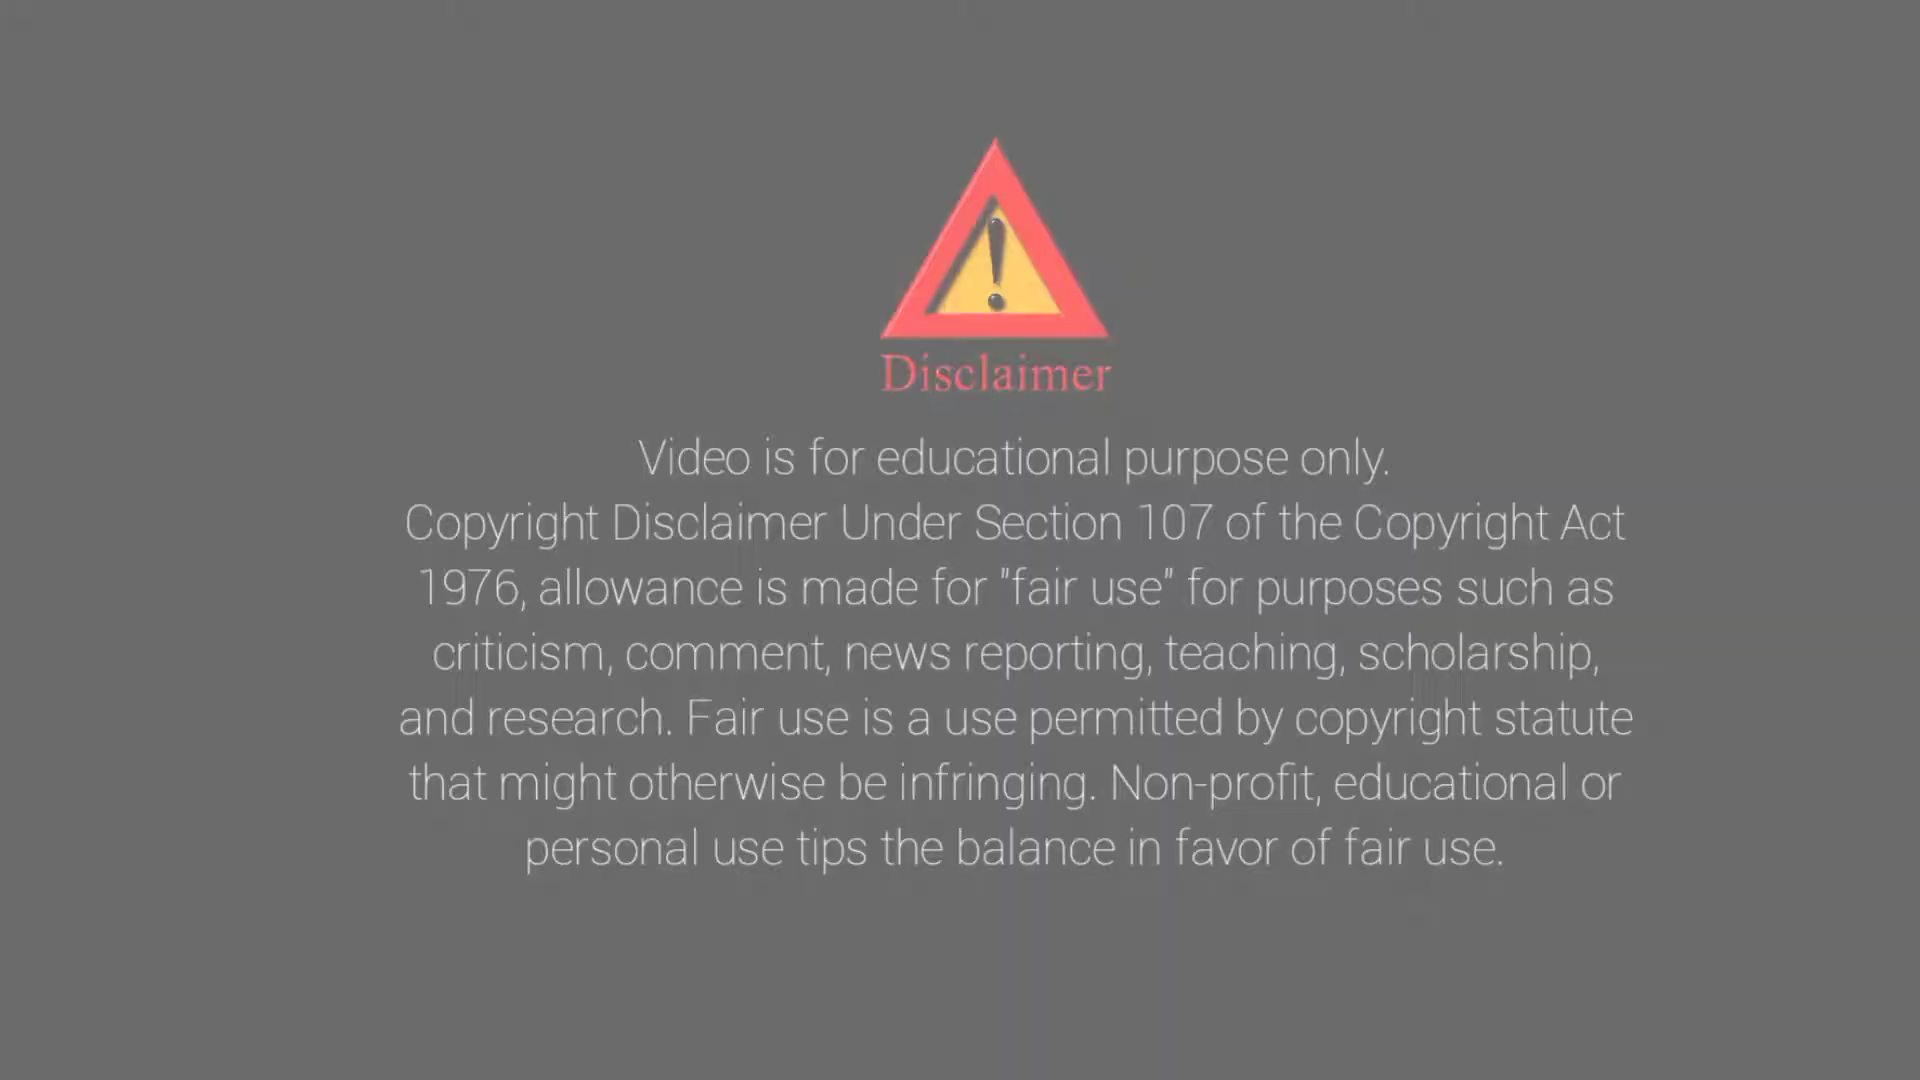 !
Disclaimer
Video is for educational purpose only.
Copyright Disclaimer Under Section 107 of the Copyright Act
1976, allowance is made for "fair use" for purposes such as
criticism, comment, news reporting, teaching, scholarship,
and research. Fair use is a use permitted by copyright statute
that might otherwise be infringing. Non-profit, educational or
personal use tips the balance in favor of fair use.